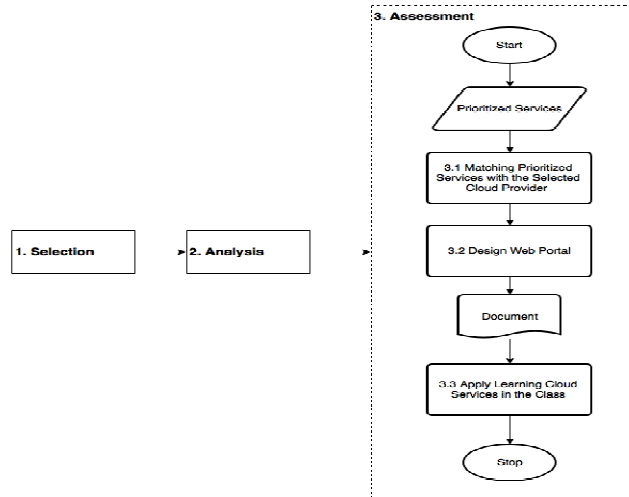 1. Selection
2. Analysis
3. Assessment
Start
Prioritized Services
3.1 Matching Prioritized
Services with the Selected
Cloud Provider
3.2 Design Web Portal
Document
3.3 Apply Learning Cloud
Services in the Class
Stop